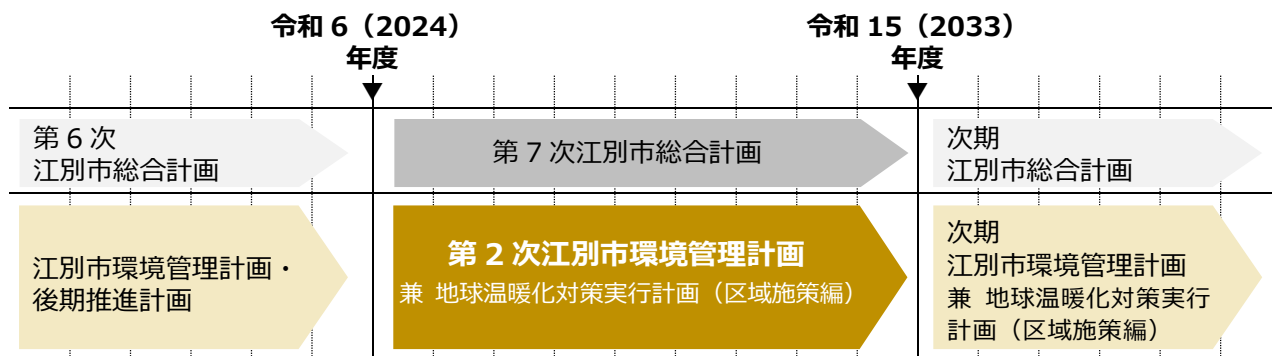 令和 6（2024）
年度
令和 15（2033）
年度
第 6 次
江別市総合計画
第 7 次江別市総合計画
次期
江別市総合計画
江別市環境管理計画・
後期推進計画
第 2 次江別市環境管理計画
兼 地球温暖化対策実行計画（区域施策編）
次期
江別市環境管理計画
兼 地球温暖化対策実行
計画（区域施策編）